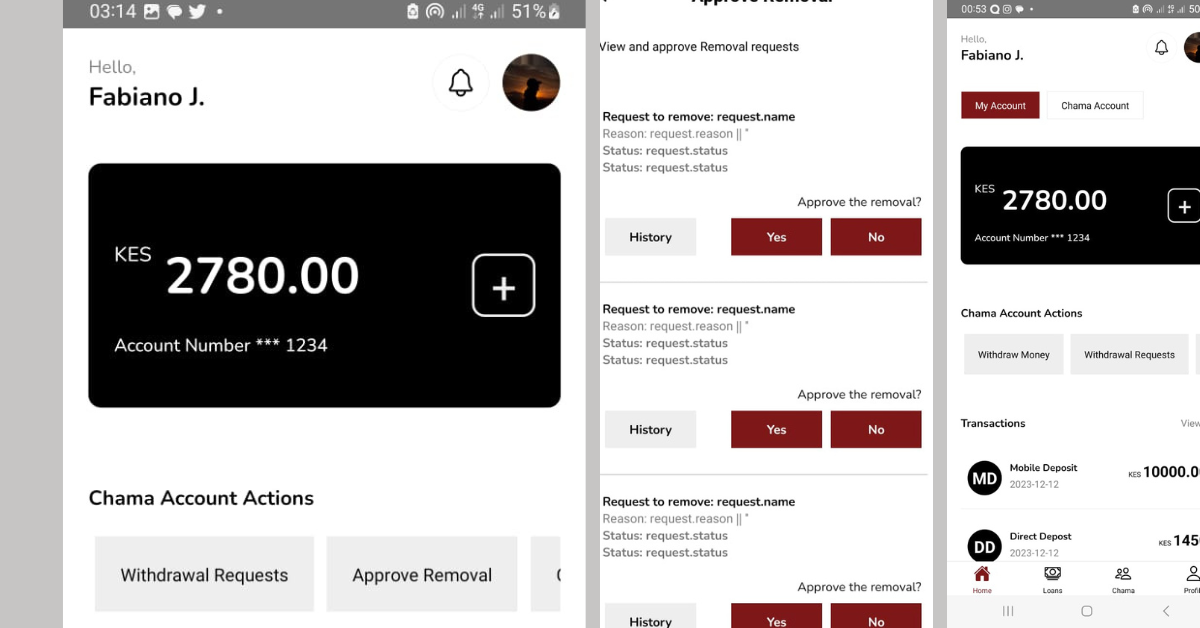 03:14
4G
51%
Hello,
Fabiano J.
KES
2780.00
Account Number *** 1234
Chama Account Actions
Withdrawal Requests
Approve Removal
View and approve Removal requests
Request to remove: request.name
Reason: request.reason || "
Status: request.status
Status: request.status
Approve the removal?
History
Yes
No
Request to remove: request.name
Reason: request.reason || "
Status: request.status
Status: request.status
Approve the removal?
History
Yes
No
Request to remove: request.name
Reason: request.reason || "
Status: request.status
Status: request.status
Approve the removal?
History
Yes
No
00:53
50
Hello,
Fabiano J.
My Account
Chama Account
KES
2780.00
Account Number *** 1234
Chama Account Actions
Withdraw Money
Withdrawal Requests
Transactions
View
MD
Mobile Deposit
KES 10000.0
2023-12-12
DD
Direct Depost
KES 145
2023-12-12
Home
Loans
Chama